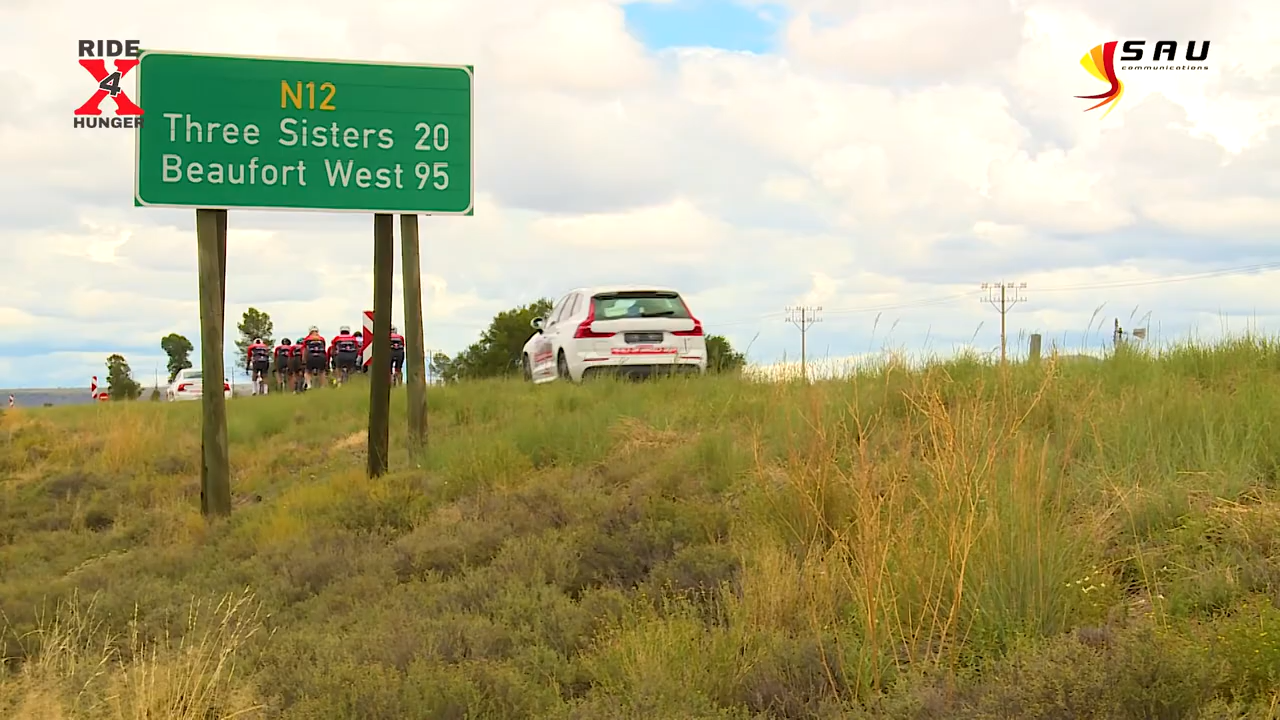 RIDE
X
4
HUNGER
N12
Three Sisters 20
Beaufort West 95
SAU
communications